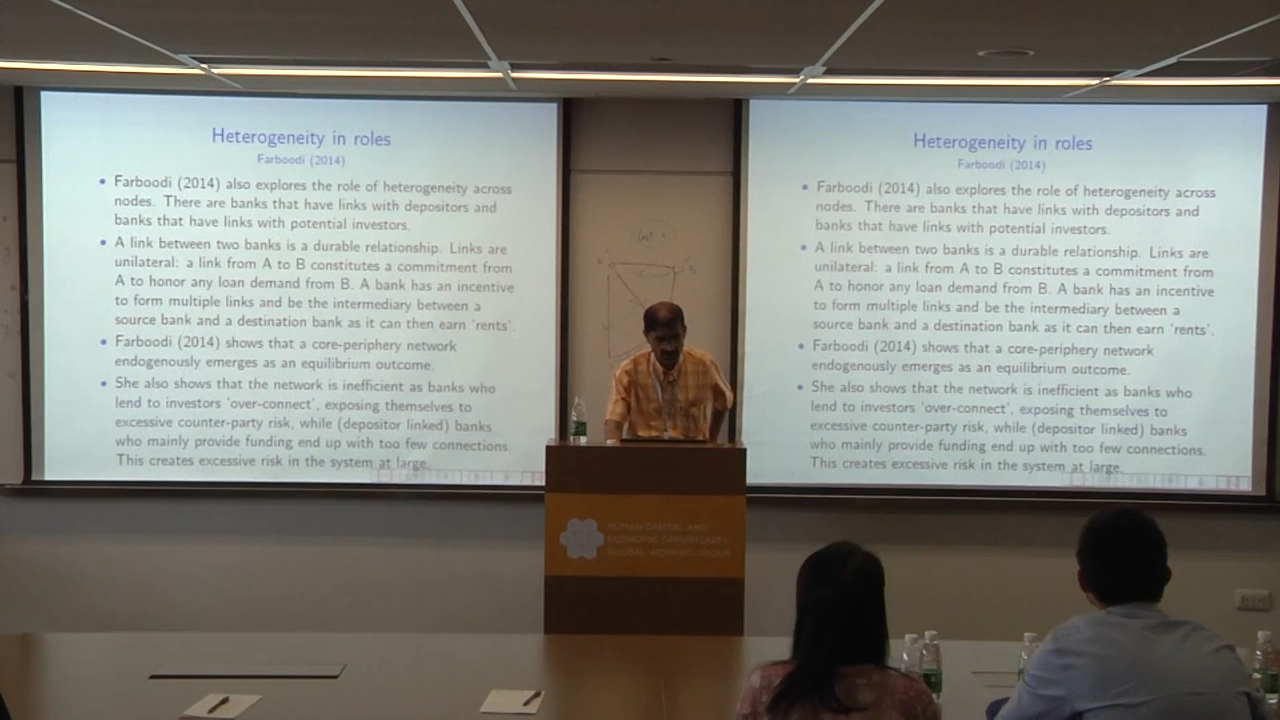 Heterogeneity in roles
Farboodi (2014)
• Farboodi (2014) also explores the role of heterogeneity across
nodes. There are banks that have links with depositors and
banks that have links with potential investors.
• A link between two banks is a durable relationship. Links are
unilateral: a link from A to B constitutes a commitment from
A to honor any loan demand from B. A bank has an incentive
to form multiple links and be the intermediary between a
source bank and a destination bank as it can then earn ‘rents’.
• Farboodi (2014) shows that a core-periphery network
endogenously emerges as an equilibrium outcome.
• She also shows that the network is inefficient as banks who
lend to investors ‘over-connect’, exposing themselves to
excessive counter-party risk, while (depositor linked) banks
who mainly provide funding end up with too few connections.
This creates excessive risk in the system at large.
Heterogeneity in roles
Farboodi (2014)
• Farboodi (2014) also explores the role of heterogeneity across
nodes. There are banks that have links with depositors and
banks that have links with potential investors.
• A link between two banks is a durable relationship. Links are
unilateral: a link from A to B constitutes a commitment from
A to honor any loan demand from B. A bank has an incentive
to form multiple links and be the intermediary between a
source bank and a destination bank as it can then earn ‘rents’.
• Farboodi (2014) shows that a core-periphery network
endogenously emerges as an equilibrium outcome.
• She also shows that the network is inefficient as banks who
lend to investors ‘over-connect’, exposing themselves to
excessive counter-party risk, while (depositor linked) banks
who mainly provide funding end up with too few connections.
This creates excessive risk in the system at large.
HUMAN CAPITAL AND
ECONOMIC OPPORTUNITY
GLOBAL WORKING GROUP